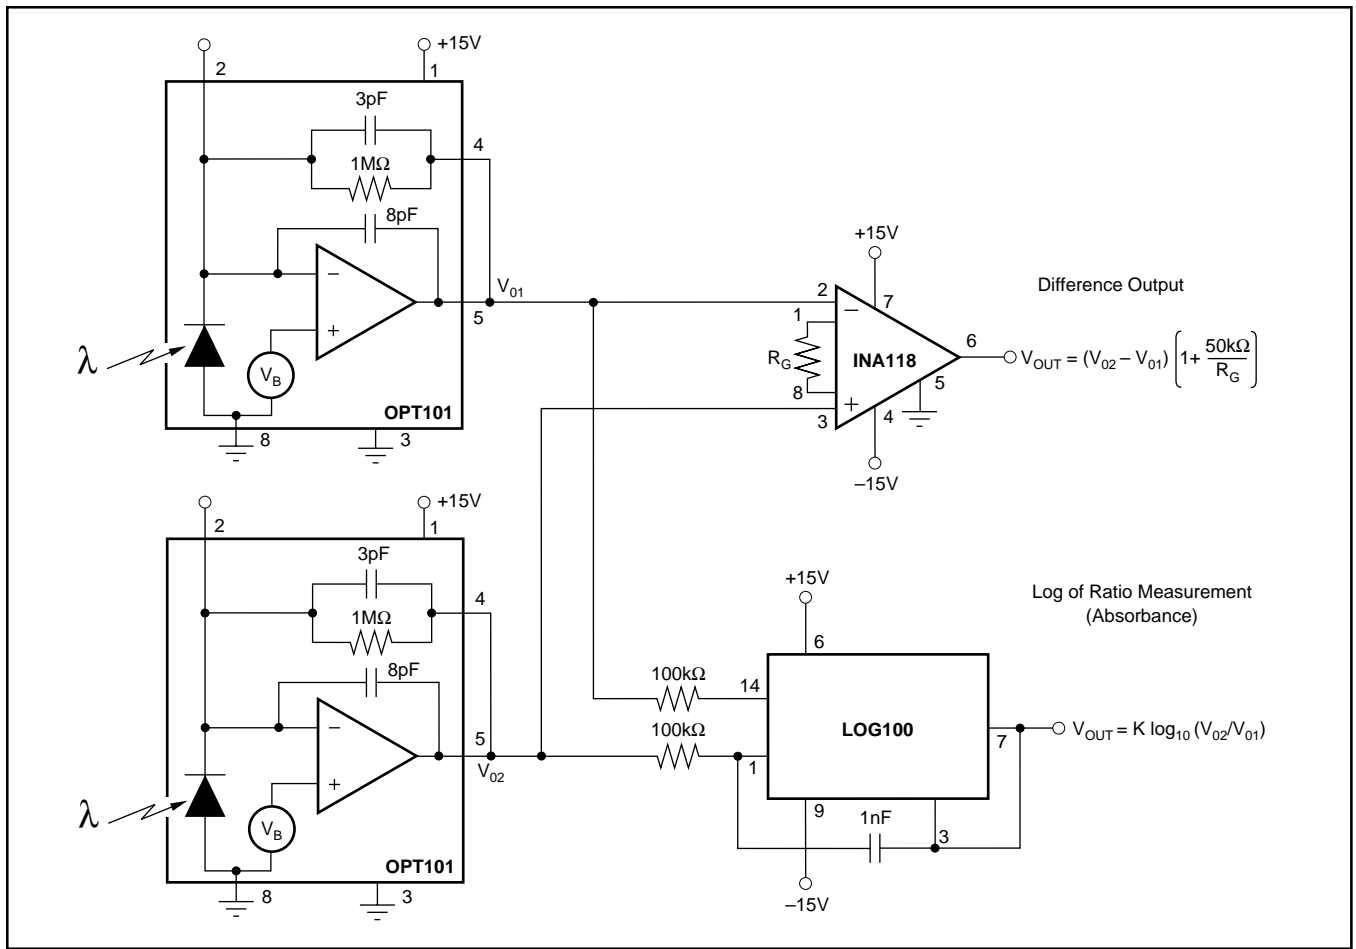 +15V
2
1
3pF
4
1MΩ
8pF
−
+
V01
5
λ
VB
OPT101
8
3
+15V
2
1
3pF
4
1MΩ
8pF
−
+
5
V02
λ
VB
OPT101
8
3
+15V
2
7
1
−
RG
INA118
6
5
8
+
4
3
–15V
Difference Output
VOUT = (V02 – V01) (1+ 50kΩ/RG)
Log of Ratio Measurement
(Absorbance)
+15V
6
100kΩ
14
100kΩ
1
LOG100
7
VOUT = K log10 (V02/V01)
9
1nF
3
–15V